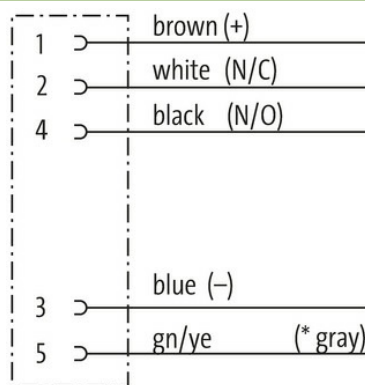 1 brown (+)
2 white (N/C)
4 black (N/O)
3 blue (–)
5 gn/ye (* gray)